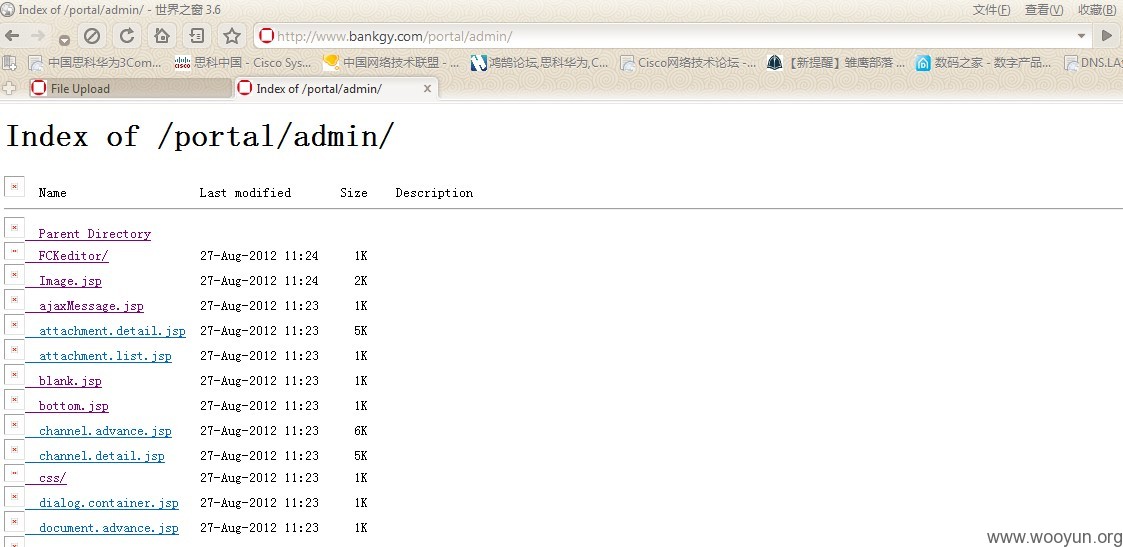 Index of /portal/admin/ - 世界之窗 3.6
文件(F) 查看(V) 收藏(B)
http://www.bankgy.com/portal/admin/
中国思科华为3Com... 思科中国 - Cisco Sys... 中国网络技术联盟 - ... 鸿鹄论坛,思科华为,C... Cisco网络技术论坛 -... 【新提醒】雏鹰部落 ... 数码之家 - 数字产品... DNS.LA
File Upload
Index of /portal/admin/
Index of /portal/admin/
Name Last modified Size Description
Parent Directory
FCKeditor/ 27-Aug-2012 11:24 1K
Image.jsp 27-Aug-2012 11:24 2K
ajaxMessage.jsp 27-Aug-2012 11:23 1K
attachment.detail.jsp 27-Aug-2012 11:23 5K
attachment.list.jsp 27-Aug-2012 11:23 1K
blank.jsp 27-Aug-2012 11:23 1K
bottom.jsp 27-Aug-2012 11:23 1K
channel.advance.jsp 27-Aug-2012 11:23 6K
channel.detail.jsp 27-Aug-2012 11:23 5K
css/ 27-Aug-2012 11:23 1K
dialog.container.jsp 27-Aug-2012 11:23 1K
document.advance.jsp 27-Aug-2012 11:23 1K
www.wooyun.org